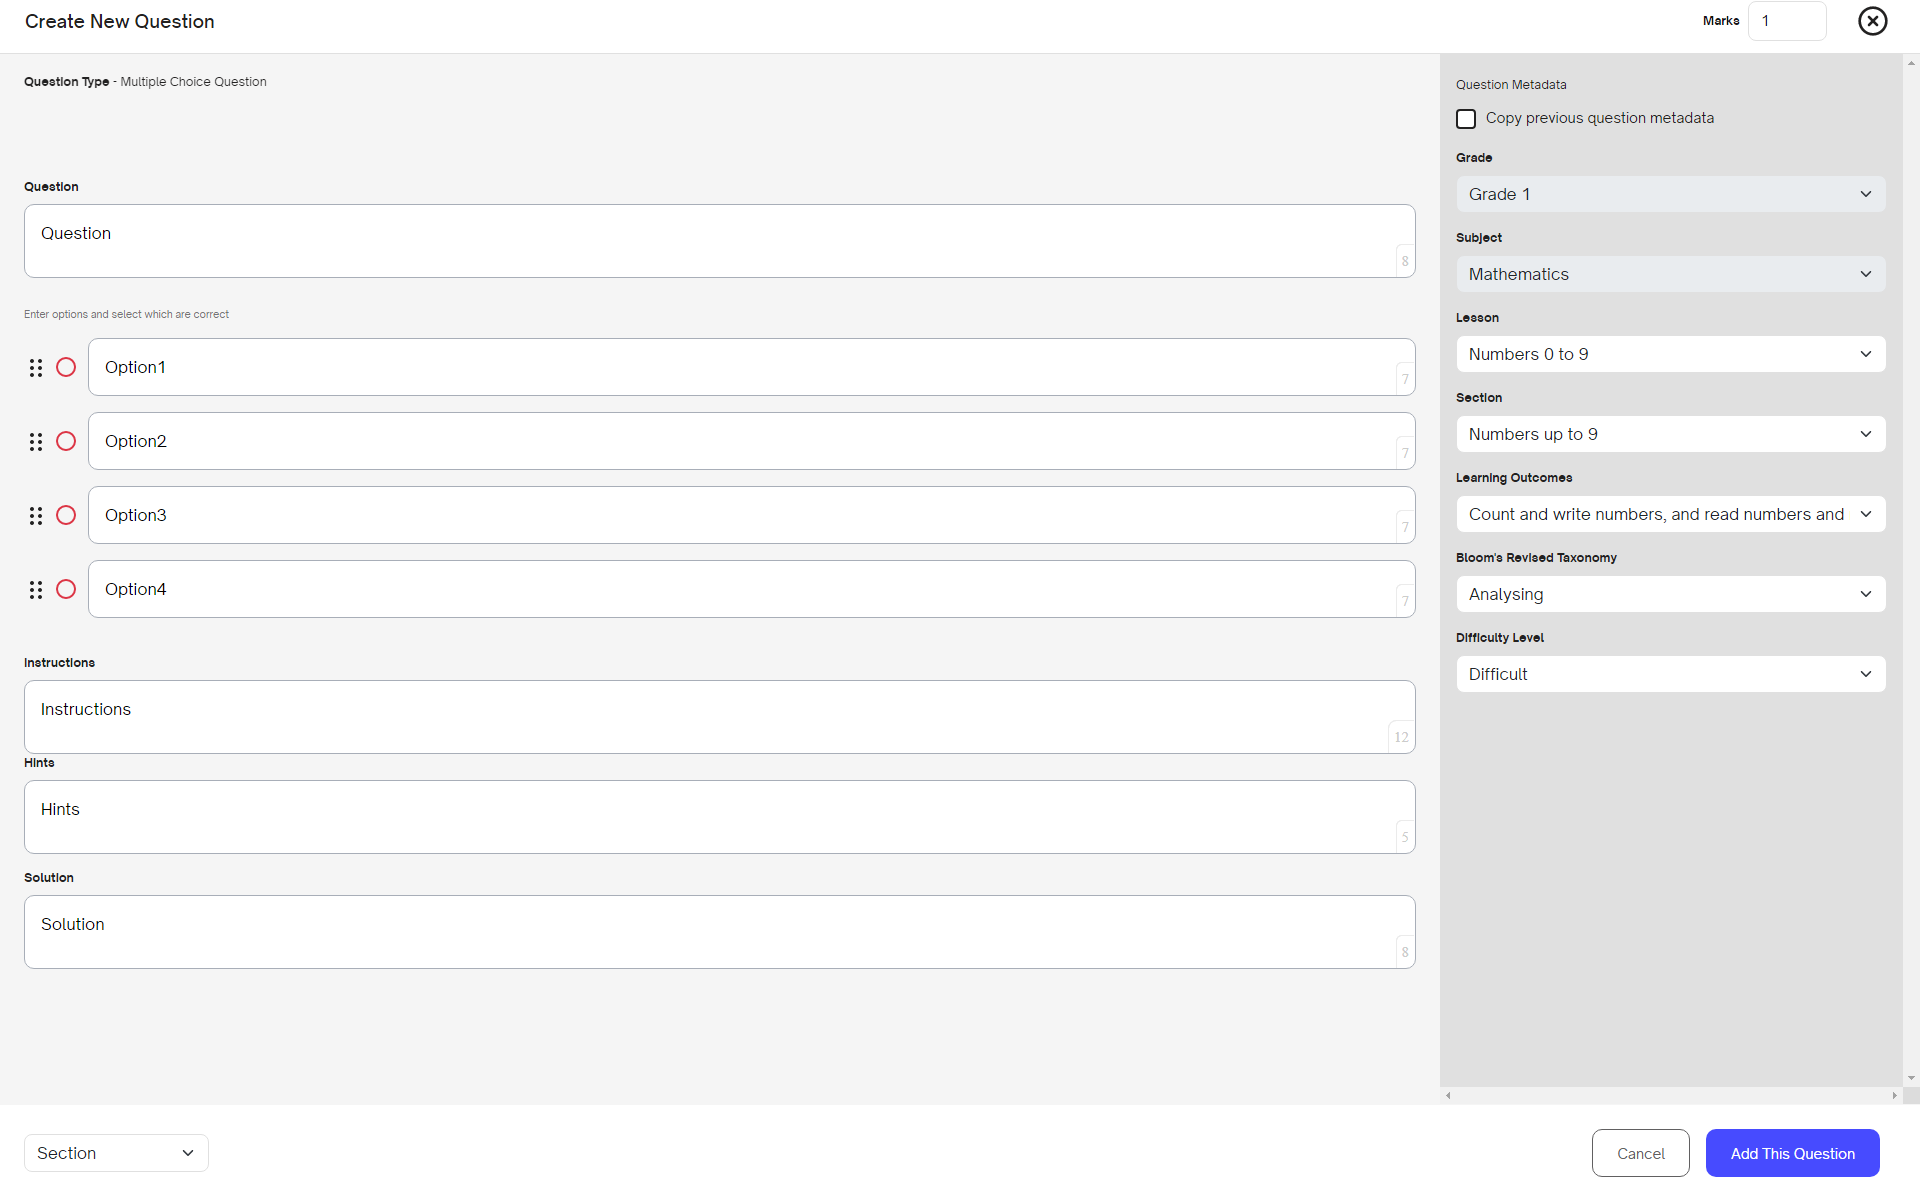 Create New Question
Marks 1
Question Type - Multiple Choice Question
Question
Question
8
Enter options and select which are correct
Option1
7
Option2
7
Option3
7
Option4
7
Instructions
Instructions
12
Hints
Hints
5
Solution
Solution
8
Question Metadata
Copy previous question metadata
Grade
Grade 1
Subject
Mathematics
Lesson
Numbers 0 to 9
Section
Numbers up to 9
Learning Outcomes
Count and write numbers, and read numbers and
Bloom's Revised Taxonomy
Analysing
Difficulty Level
Difficult
Section
Cancel
Add This Question